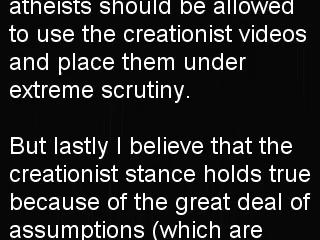 atheists should be allowed
to use the creationist videos
and place them under
extreme scrutiny.
But lastly I believe that the
creationist stance holds true
because of the great deal of
assumptions (which are